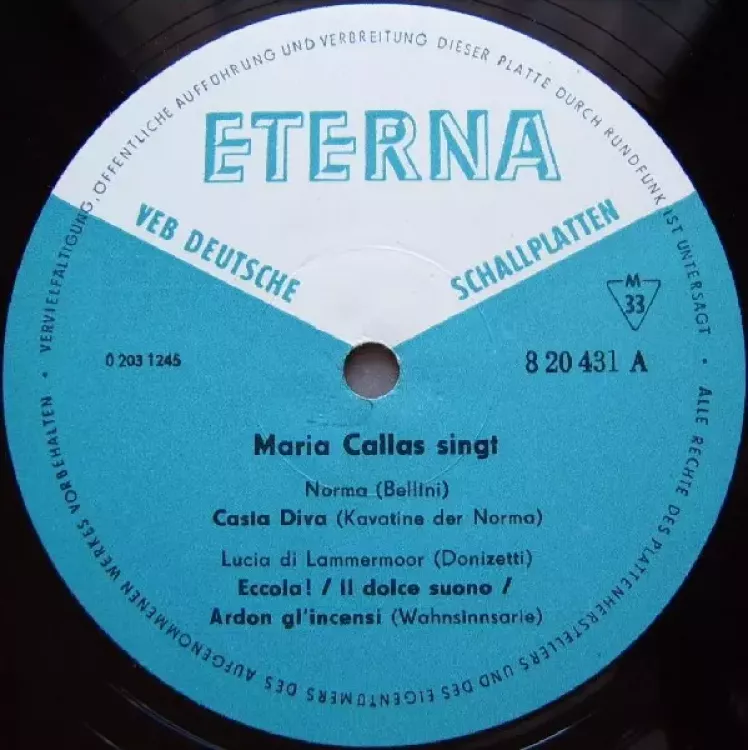 ETERNA
VEB DEUTSCHE SCHALLPLATTEN
M
33
0 203 1245
8 20 431 A
Maria Callas singt
Norma (Bellini)
Casta Diva (Kavatine der Norma)
Lucia di Lammermoor (Donizetti)
Eccola! / Il dolce suono /
Ardon gl'incensi (Wahnsinnsarie)
ALLE RECHTE DES PLATTENHERSTELLERS UND DES EIGENTÜMERS DES AUFGENOMMENEN WERKES VORBEHALTEN • VERVIELFÄLTIGUNG, ÖFFENTLICHE AUFFÜHRUNG UND VERBREITUNG DIESER PLATTE DURCH RUNDFUNK IST UNTERSAGT •